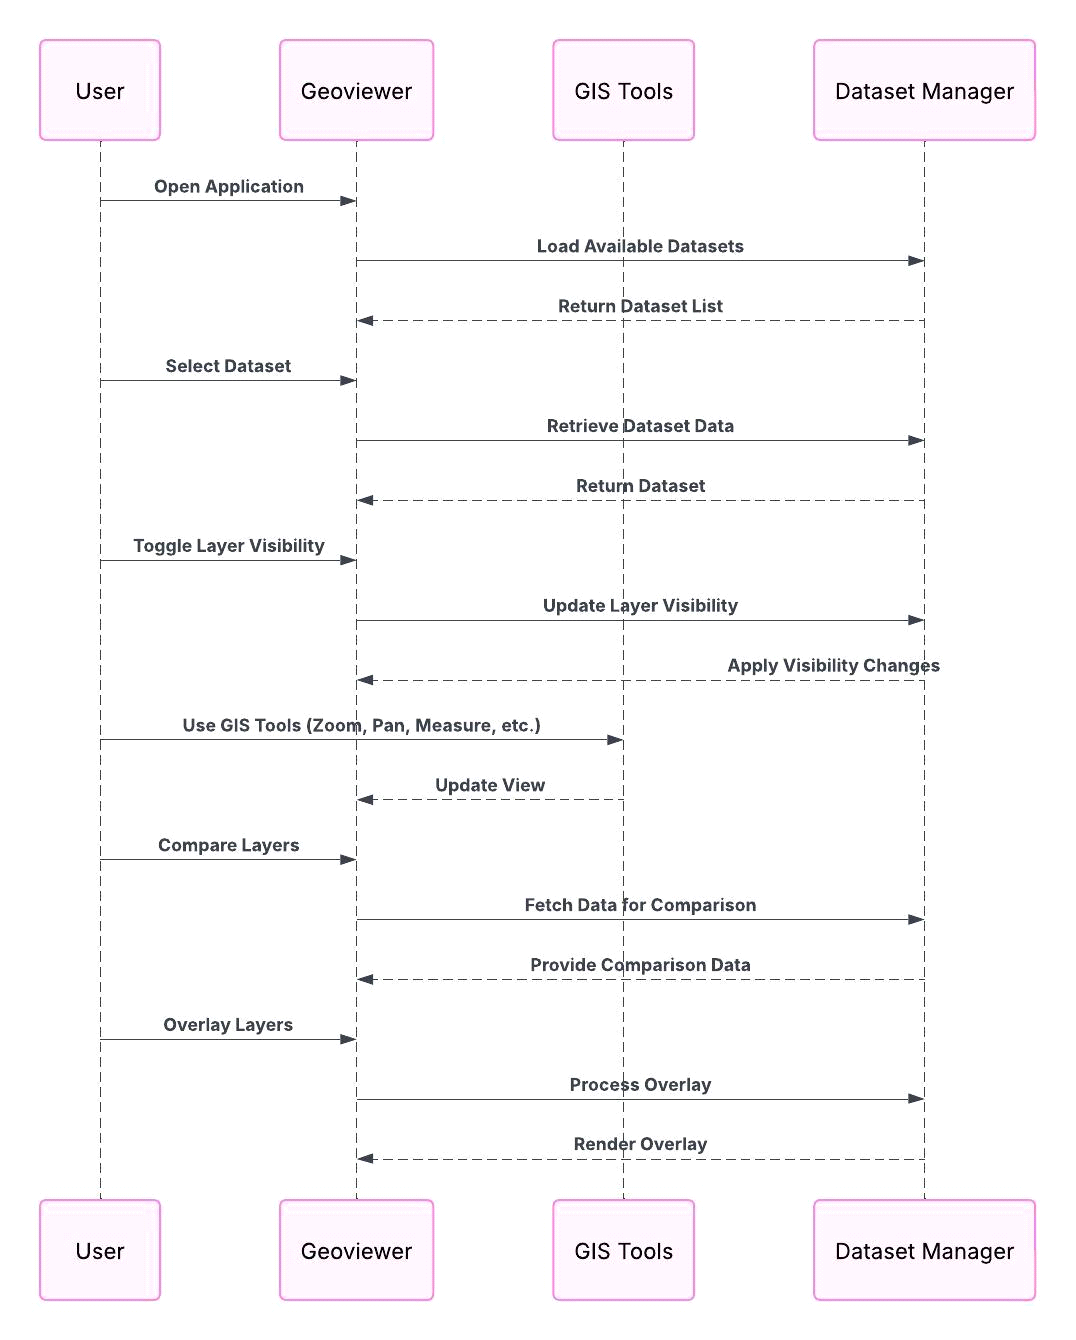 User
Geoviewer
GIS Tools
Dataset Manager
Open Application
Load Available Datasets
Return Dataset List
Select Dataset
Retrieve Dataset Data
Return Dataset
Toggle Layer Visibility
Update Layer Visibility
Apply Visibility Changes
Use GIS Tools (Zoom, Pan, Measure, etc.)
Update View
Compare Layers
Fetch Data for Comparison
Provide Comparison Data
Overlay Layers
Process Overlay
Render Overlay
User
Geoviewer
GIS Tools
Dataset Manager